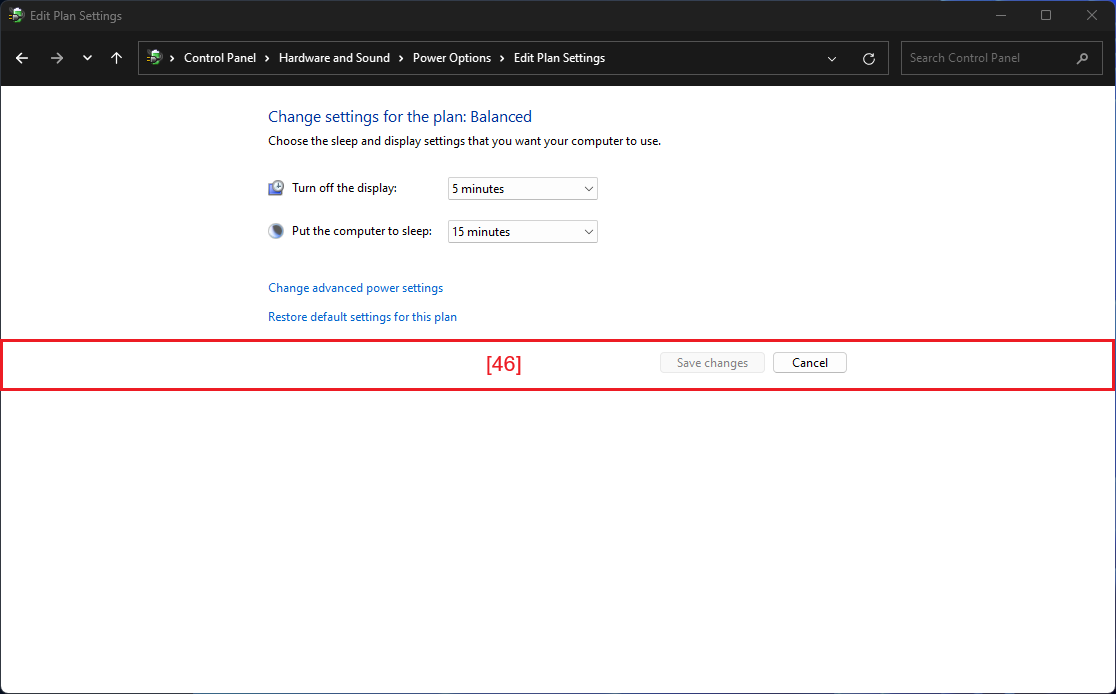 Edit Plan Settings
Control Panel > Hardware and Sound > Power Options > Edit Plan Settings
Search Control Panel
Change settings for the plan: Balanced
Choose the sleep and display settings that you want your computer to use.
Turn off the display: 5 minutes
Put the computer to sleep: 15 minutes
Change advanced power settings
Restore default settings for this plan
[46] Save changes Cancel